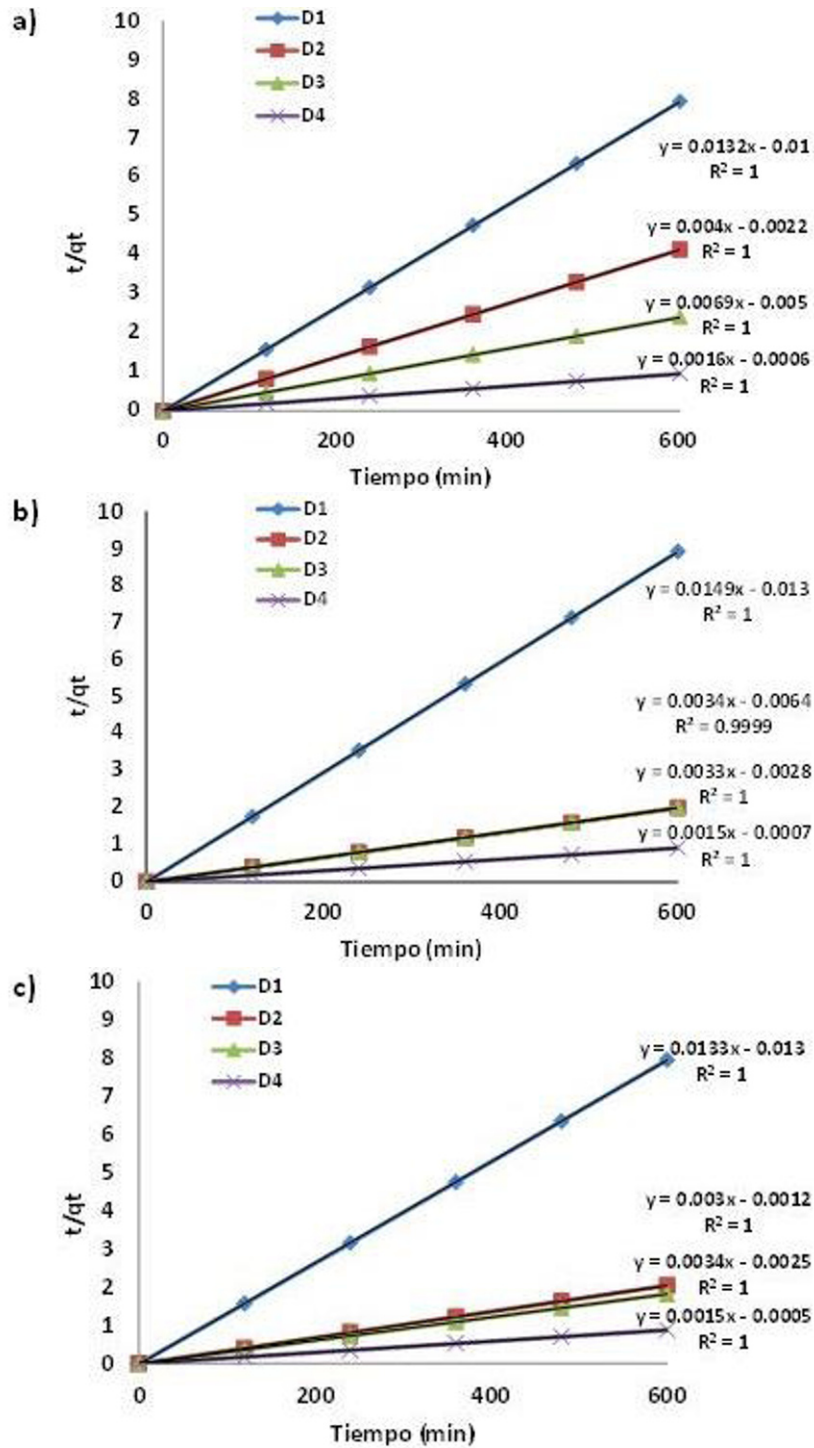 a)
10
9
8
7
6
5
4
3
2
1
0
t/qt
D1
D2
D3
D4
y = 0.0132x - 0.01
R² = 1
y = 0.004x - 0.0022
R² = 1
y = 0.0069x - 0.005
R² = 1
y = 0.0016x - 0.0006
R² = 1
0
200
400
600
Tiempo (min)
b)
10
9
8
7
6
5
4
3
2
1
0
t/qt
D1
D2
D3
D4
y = 0.0149x - 0.013
R² = 1
y = 0.0034x - 0.0064
R² = 0.9999
y = 0.0033x - 0.0028
R² = 1
y = 0.0015x - 0.0007
R² = 1
0
200
400
600
Tiempo (min)
c)
10
9
8
7
6
5
4
3
2
1
0
t/qt
D1
D2
D3
D4
y = 0.0133x - 0.013
R² = 1
y = 0.003x - 0.0012
R² = 1
y = 0.0034x - 0.0025
R² = 1
y = 0.0015x - 0.0005
R² = 1
0
200
400
600
Tiempo (min)